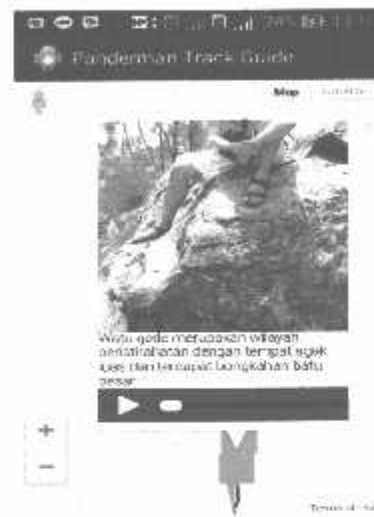 Panderman Track Guide
Map
Watu gede merupakan wilayah
peristirahatan dengan tempat agak
luas dan terdapat bongkahan batu
besar
+
−